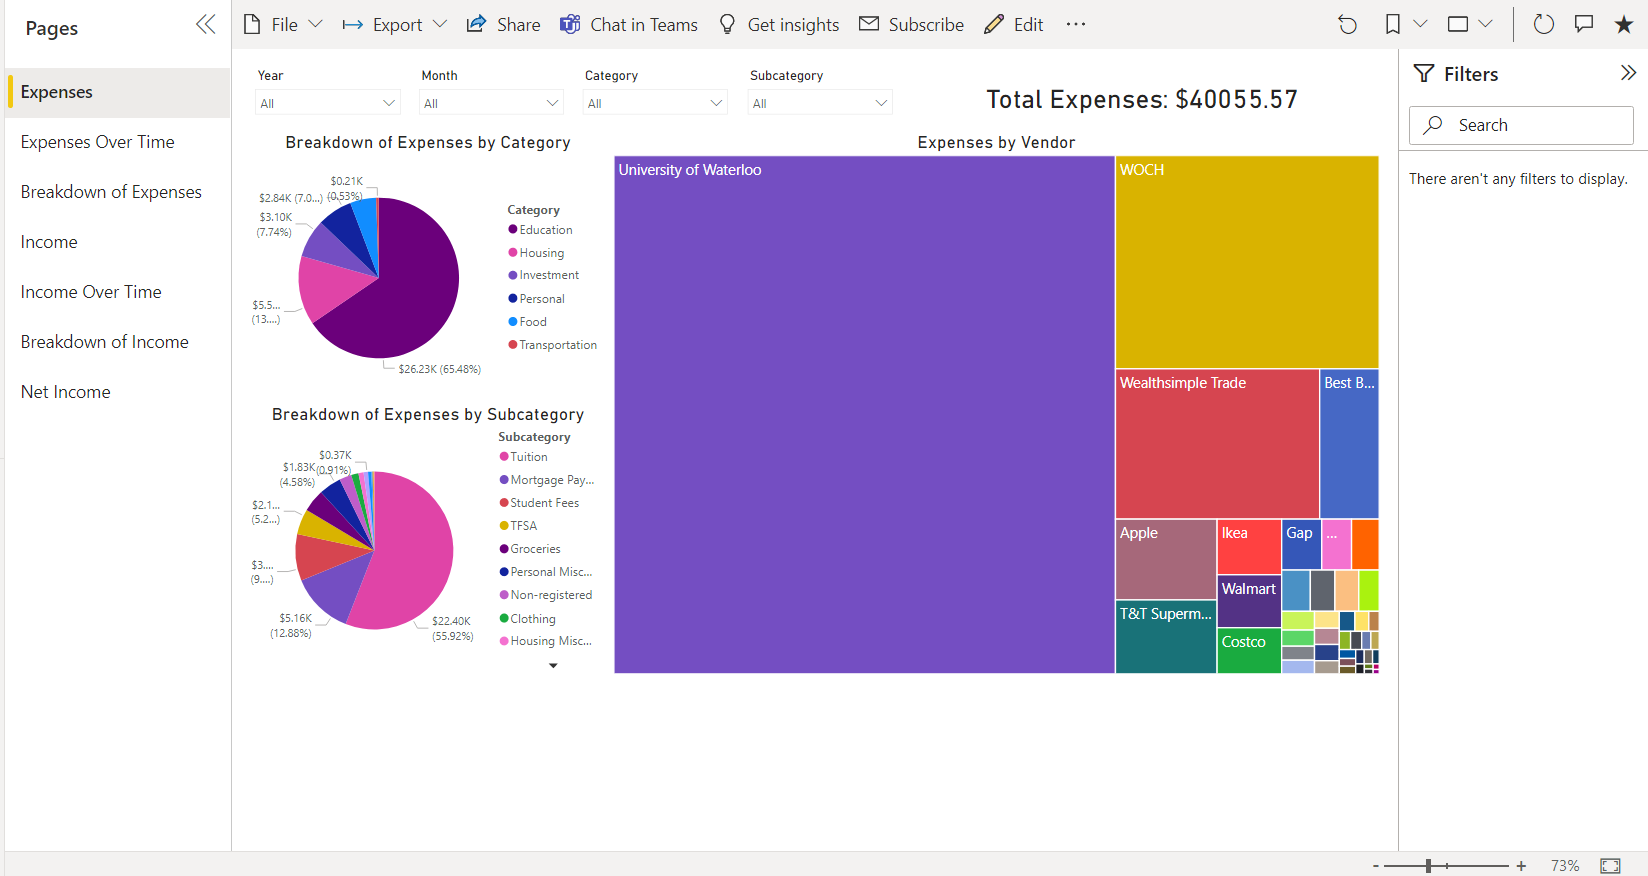 Pages
Expenses
Expenses Over Time
Breakdown of Expenses
Income
Income Over Time
Breakdown of Income
Net Income
File
Export
Share
Chat in Teams
Get insights
Subscribe
Edit
Year
All
Month
All
Category
All
Subcategory
All
Total Expenses: $40055.57
Breakdown of Expenses by Category
$0.21K
(0.53%)
$2.84K (7.0...)
$3.10K
(7.74%)
$5.5...
(13....)
$26.23K (65.48%)
Category
Education
Housing
Investment
Personal
Food
Transportation
Breakdown of Expenses by Subcategory
$0.37K
(0.91%)
$1.83K
(4.58%)
$2.1...
(5.2...)
$3....
(9....)
$5.16K
(12.88%)
$22.40K
(55.92%)
Subcategory
Tuition
Mortgage Pay...
Student Fees
TFSA
Groceries
Personal Misc...
Non-registered
Clothing
Housing Misc...
Expenses by Vendor
University of Waterloo
WOCH
Wealthsimple Trade
Best B...
Apple
Ikea
Gap
...
Walmart
T&T Superm...
Costco
Filters
Search
There aren't any filters to display.
- + 73%